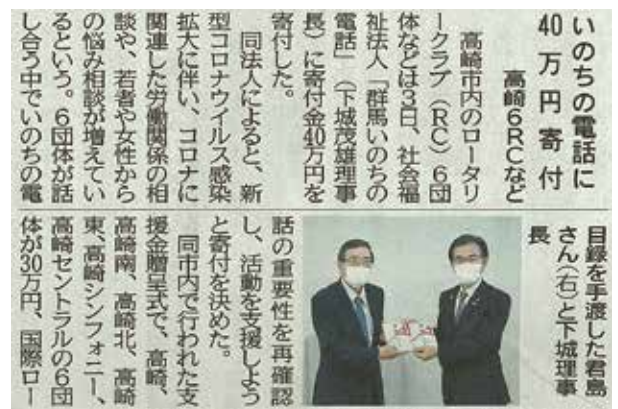 いのちの電話に
40万円寄付
高崎6RCなど
高崎市内のロータリ
ークラブ(RC)6団
体などは3日、社会福
祉法人「群馬いのちの
電話」(下城茂雄理事
長)に寄付金40万円を
寄付した。
同法人によると、新
型コロナウイルス感染
拡大に伴い、コロナに
関連した労働関係の相
談や、若者や女性から
の悩み相談が増えてい
るという。6団体が話
し合う中でいのちの電
話の重要性を再確認
し、活動を支援しよう
と寄付を決めた。
同市内で行われた支
援金贈呈式で、高崎、
高崎南、高崎北、高崎
東、高崎シンフォニー、
高崎セントラルの6団
体が30万円、国際ロー
目録を手渡した君島
さん(右)と下城理事
長